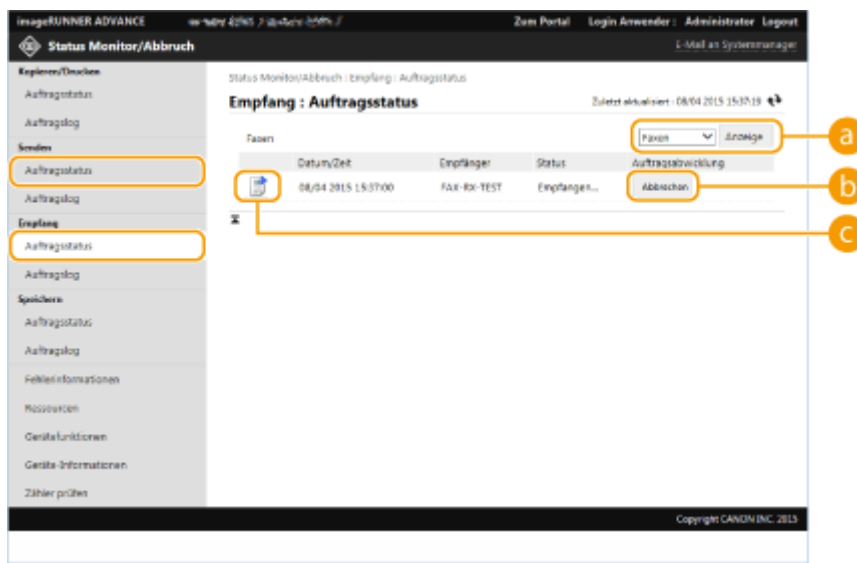 imageRUNNER ADVANCE Zum Portal Login Anwender : Administrator Logout
Status Monitor/Abbruch E-Mail an Systemmanager
Kopieren/Drucken
Auftragsstatus
Auftragslog
Senden
Auftragsstatus
Auftragslog
Empfang
Auftragsstatus
Auftragslog
Speichern
Auftragsstatus
Auftragslog
Fehlerinformationen
Ressourcen
Gerätefunktionen
Geräte-Informationen
Zähler prüfen
Status Monitor/Abbruch : Empfang : Auftragsstatus
Empfang : Auftragsstatus Zuletzt aktualisiert : 08/04 2015 15:37:19
Faxen Faxen Anzeige
Datum/Zeit Empfänger Status Auftragsabwicklung
08/04 2015 15:37:00 FAX-RX-TEST Empfangen... Abbrechen
a
b
c
Copyright CANON INC. 2015